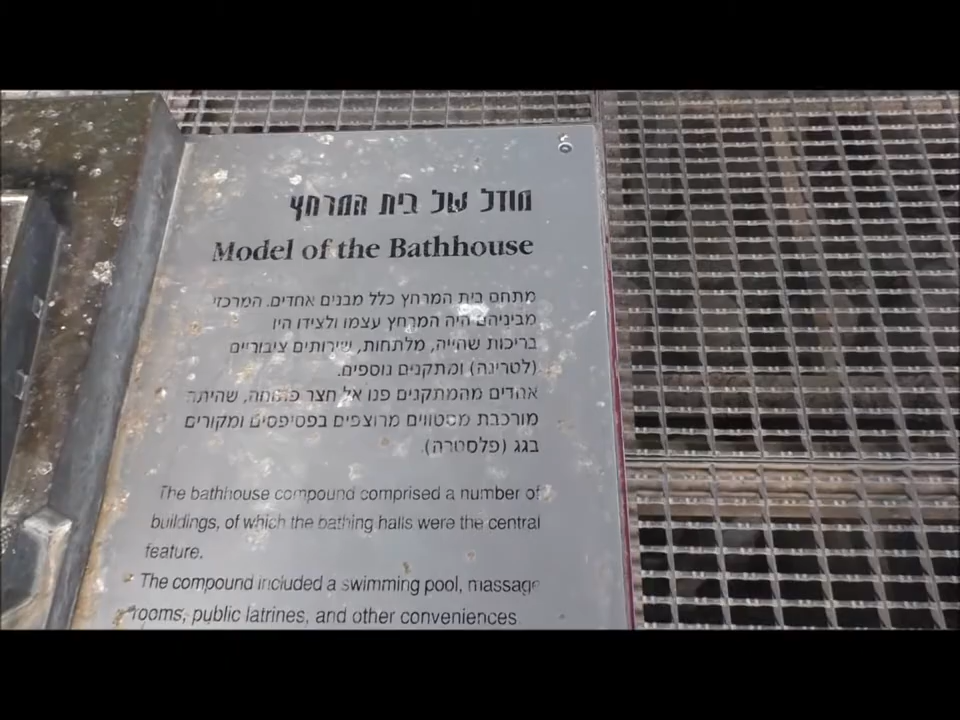 מודל של בית המרחץ
Model of the Bathhouse
מתחם בית המרחץ כלל מבנים אחדים. המרכזי
מביניהם היה המרחץ עצמו ולצידו היו
בריכות שהייה, מלתחות, שירותים ציבוריים
(לטרינה) ומתקנים נוספים.
אחדים מהמתקנים פנו אל חצר פתוחה, שהיתה
מורכבת מסטווים מרוצפים בפסיפס ומקורים
בגג (פלסטרה).
The bathhouse compound comprised a number of
buildings, of which the bathing halls were the central
feature.
The compound included a swimming pool, massage
rooms, public latrines, and other conveniences